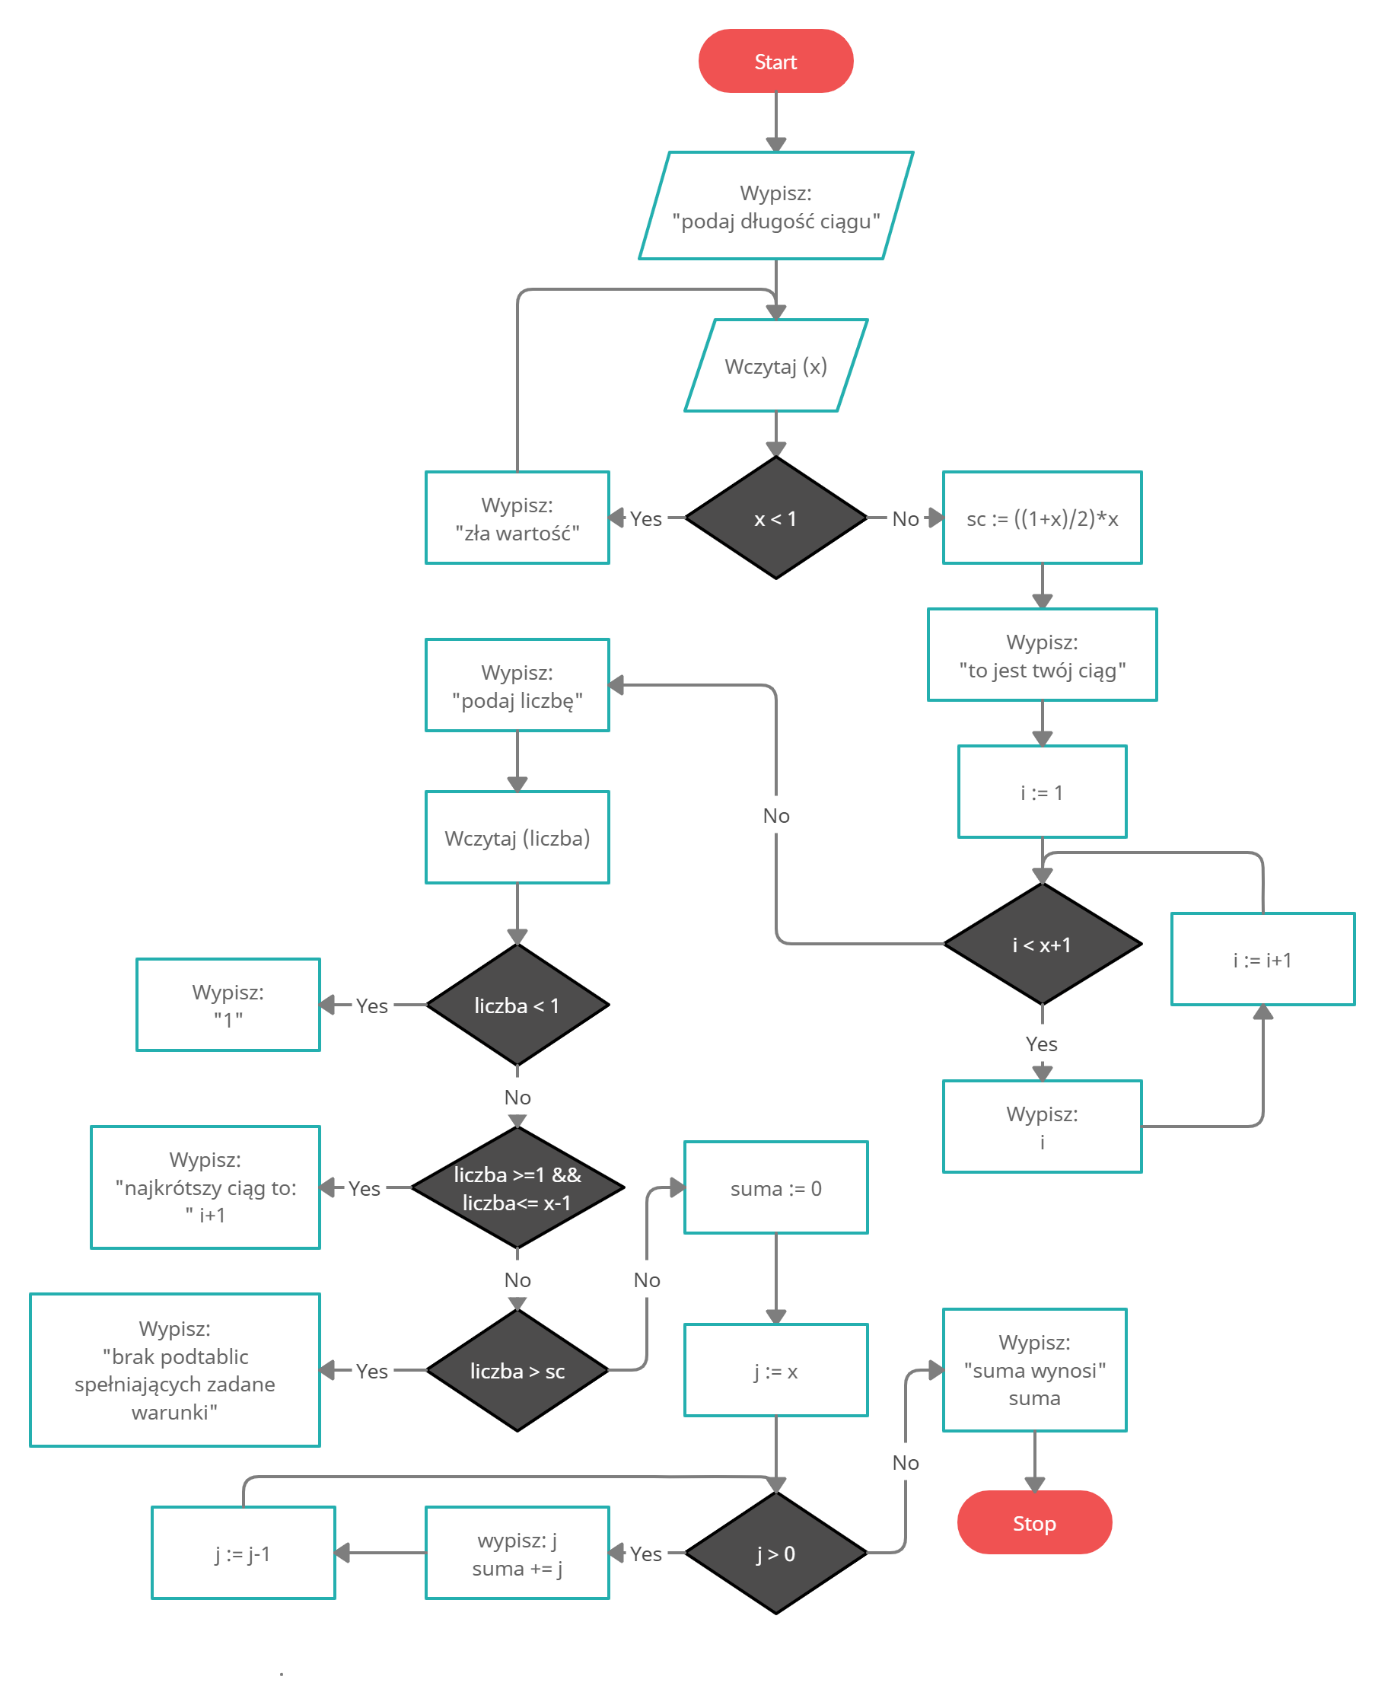 Start
Wypisz:
"podaj długość ciągu"
Wczytaj (x)
x < 1
Yes
No
Wypisz:
"zła wartość"
sc := ((1+x)/2)*x
Wypisz:
"to jest twój ciąg"
i := 1
i < x+1
i := i+1
Yes
Wypisz:
i
No
Wypisz:
"podaj liczbę"
Wczytaj (liczba)
liczba < 1
Yes
Wypisz:
"1"
No
liczba >=1 &&
liczba<= x-1
Yes
Wypisz:
"najkrótszy ciąg to:
" i+1
No
liczba > sc
Yes
Wypisz:
"brak podtablic
spełniających zadane
warunki"
No
suma := 0
j := x
j > 0
Yes
wypisz: j
suma += j
j := j-1
No
Wypisz:
"suma wynosi"
suma
Stop
.